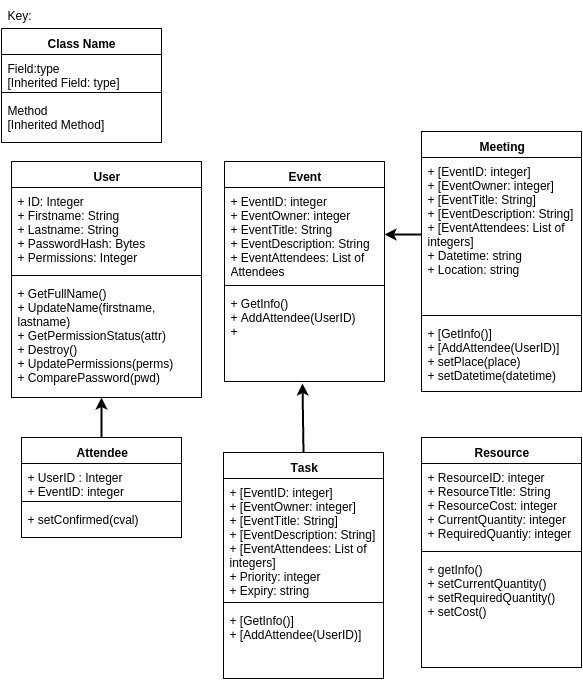 Key:
Class Name
Field:type
[Inherited Field: type]
Method
[Inherited Method]
User
+ ID: Integer
+ Firstname: String
+ Lastname: String
+ PasswordHash: Bytes
+ Permissions: Integer
+ GetFullName()
+ UpdateName(firstname,
lastname)
+ GetPermissionStatus(attr)
+ Destroy()
+ UpdatePermissions(perms)
+ ComparePassword(pwd)
Event
+ EventID: integer
+ EventOwner: integer
+ EventTitle: String
+ EventDescription: String
+ EventAttendees: List of
Attendees
+ GetInfo()
+ AddAttendee(UserID)
+
Meeting
+ [EventID: integer]
+ [EventOwner: integer]
+ [EventTitle: String]
+ [EventDescription: String]
+ [EventAttendees: List of
integers]
+ Datetime: string
+ Location: string
+ [GetInfo()]
+ [AddAttendee(UserID)]
+ setPlace(place)
+ setDatetime(datetime)
Attendee
+ UserID : Integer
+ EventID: integer
+ setConfirmed(cval)
Task
+ [EventID: integer]
+ [EventOwner: integer]
+ [EventTitle: String]
+ [EventDescription: String]
+ [EventAttendees: List of
integers]
+ Priority: integer
+ Expiry: string
+ [GetInfo()]
+ [AddAttendee(UserID)]
Resource
+ ResourceID: integer
+ ResourceTItle: String
+ ResourceCost: integer
+ CurrentQuantity: integer
+ RequiredQuantiy: integer
+ getInfo()
+ setCurrentQuantity()
+ setRequiredQuantity()
+ setCost()